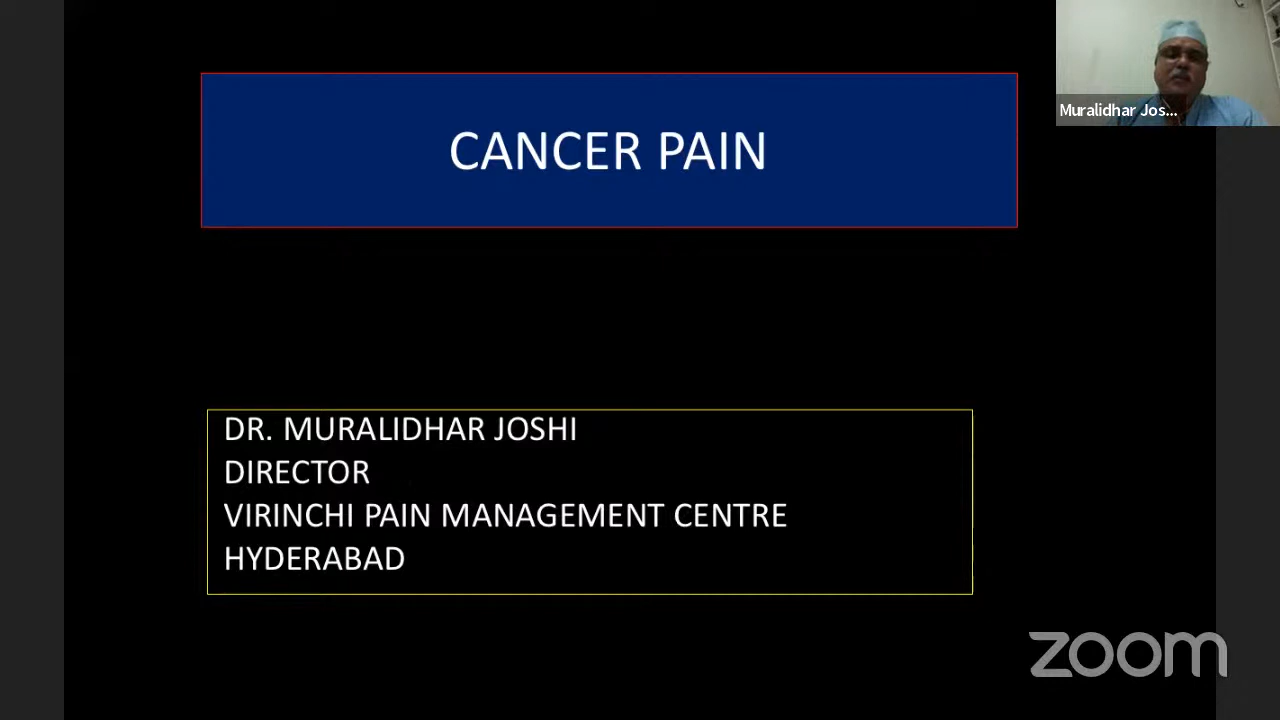 CANCER PAIN
Muralidhar Jos...
DR. MURALIDHAR JOSHI
DIRECTOR
VIRINCHI PAIN MANAGEMENT CENTRE
HYDERABAD
zoom